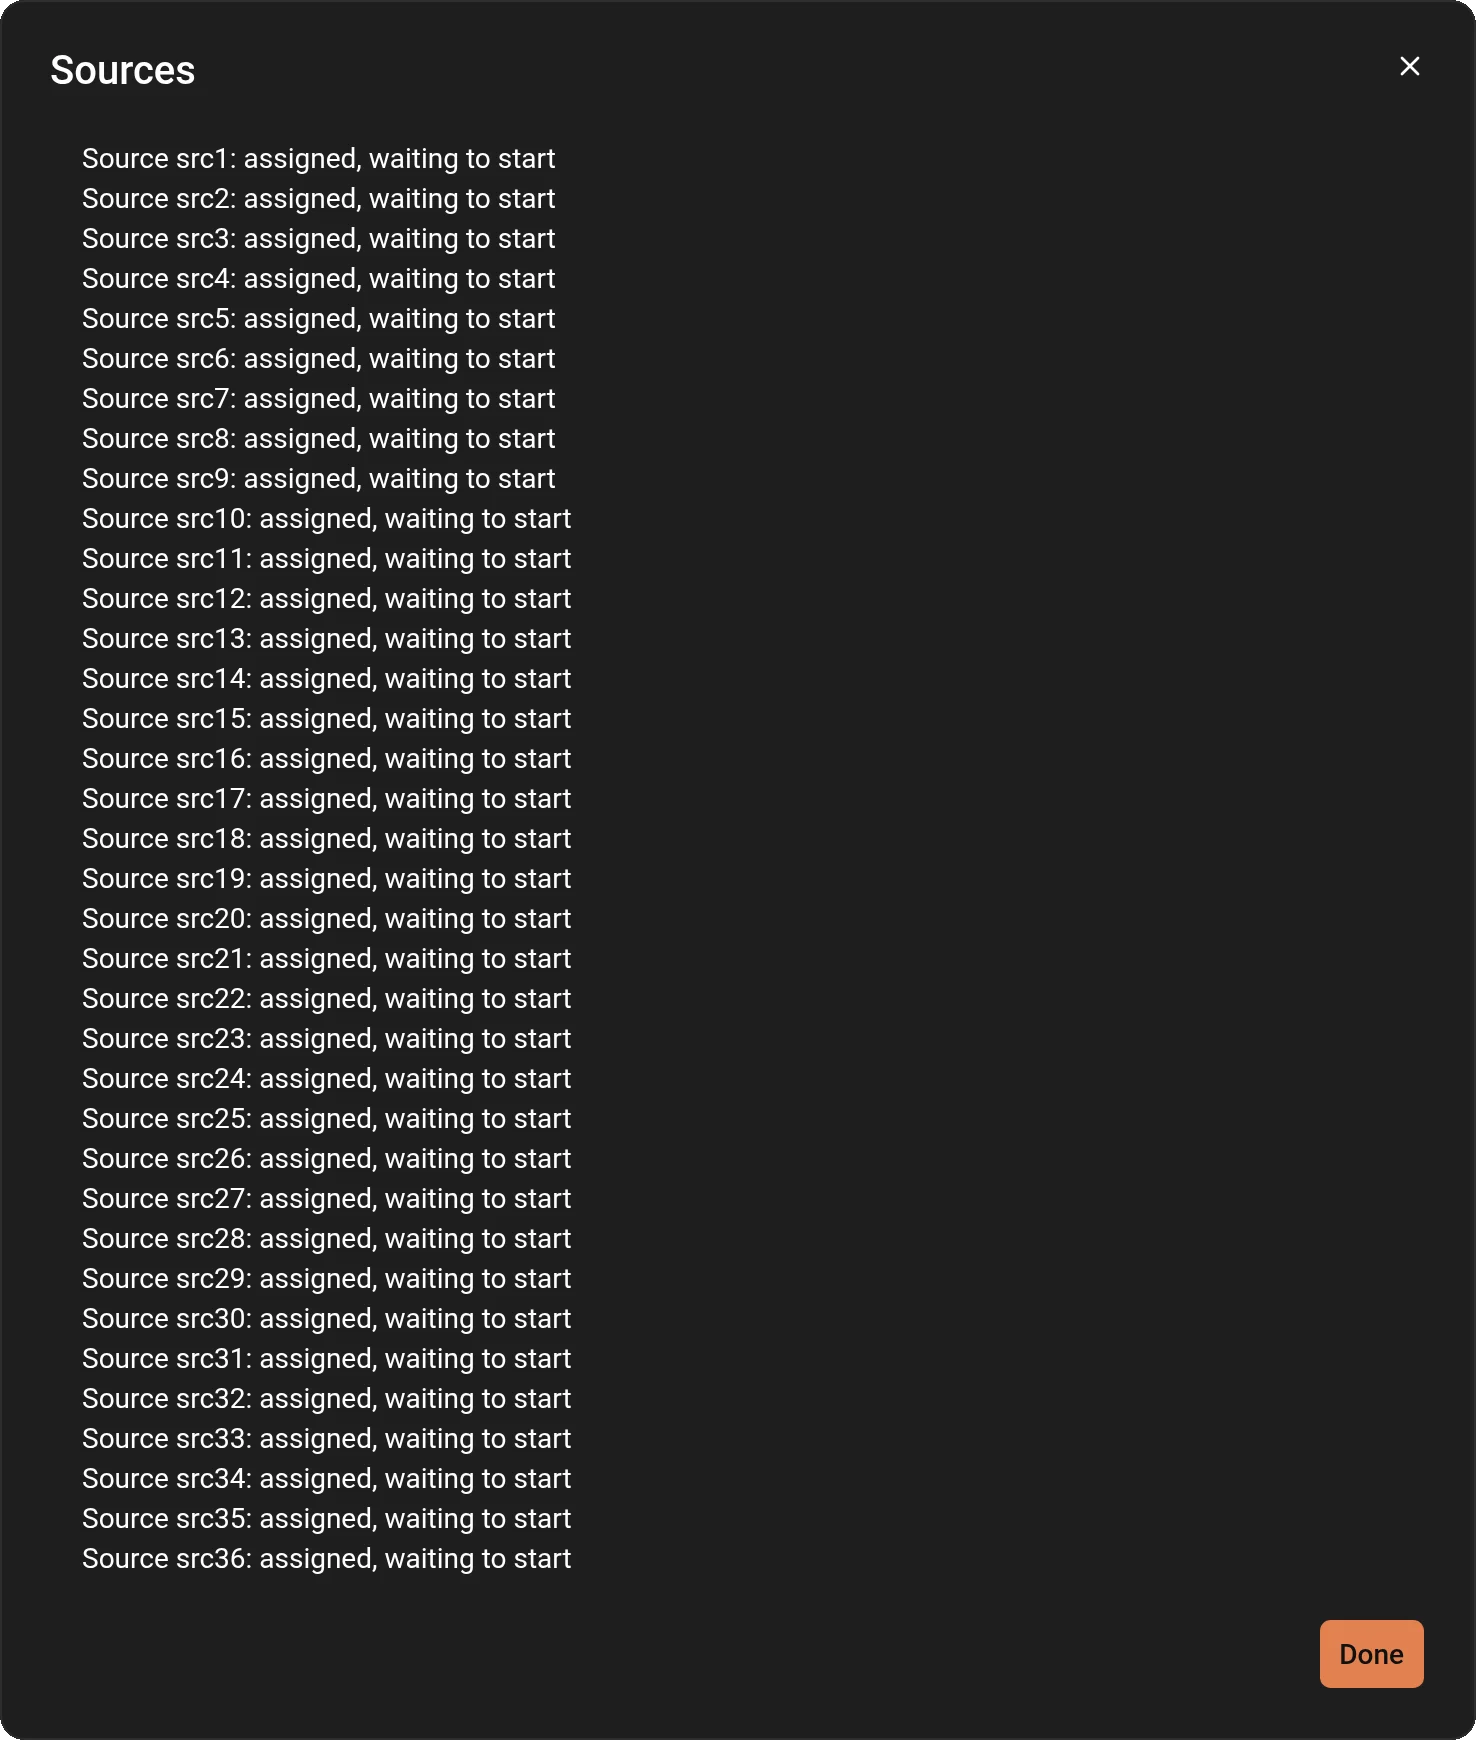 Sources
Source src1: assigned, waiting to start
Source src2: assigned, waiting to start
Source src3: assigned, waiting to start
Source src4: assigned, waiting to start
Source src5: assigned, waiting to start
Source src6: assigned, waiting to start
Source src7: assigned, waiting to start
Source src8: assigned, waiting to start
Source src9: assigned, waiting to start
Source src10: assigned, waiting to start
Source src11: assigned, waiting to start
Source src12: assigned, waiting to start
Source src13: assigned, waiting to start
Source src14: assigned, waiting to start
Source src15: assigned, waiting to start
Source src16: assigned, waiting to start
Source src17: assigned, waiting to start
Source src18: assigned, waiting to start
Source src19: assigned, waiting to start
Source src20: assigned, waiting to start
Source src21: assigned, waiting to start
Source src22: assigned, waiting to start
Source src23: assigned, waiting to start
Source src24: assigned, waiting to start
Source src25: assigned, waiting to start
Source src26: assigned, waiting to start
Source src27: assigned, waiting to start
Source src28: assigned, waiting to start
Source src29: assigned, waiting to start
Source src30: assigned, waiting to start
Source src31: assigned, waiting to start
Source src32: assigned, waiting to start
Source src33: assigned, waiting to start
Source src34: assigned, waiting to start
Source src35: assigned, waiting to start
Source src36: assigned, waiting to start
Done